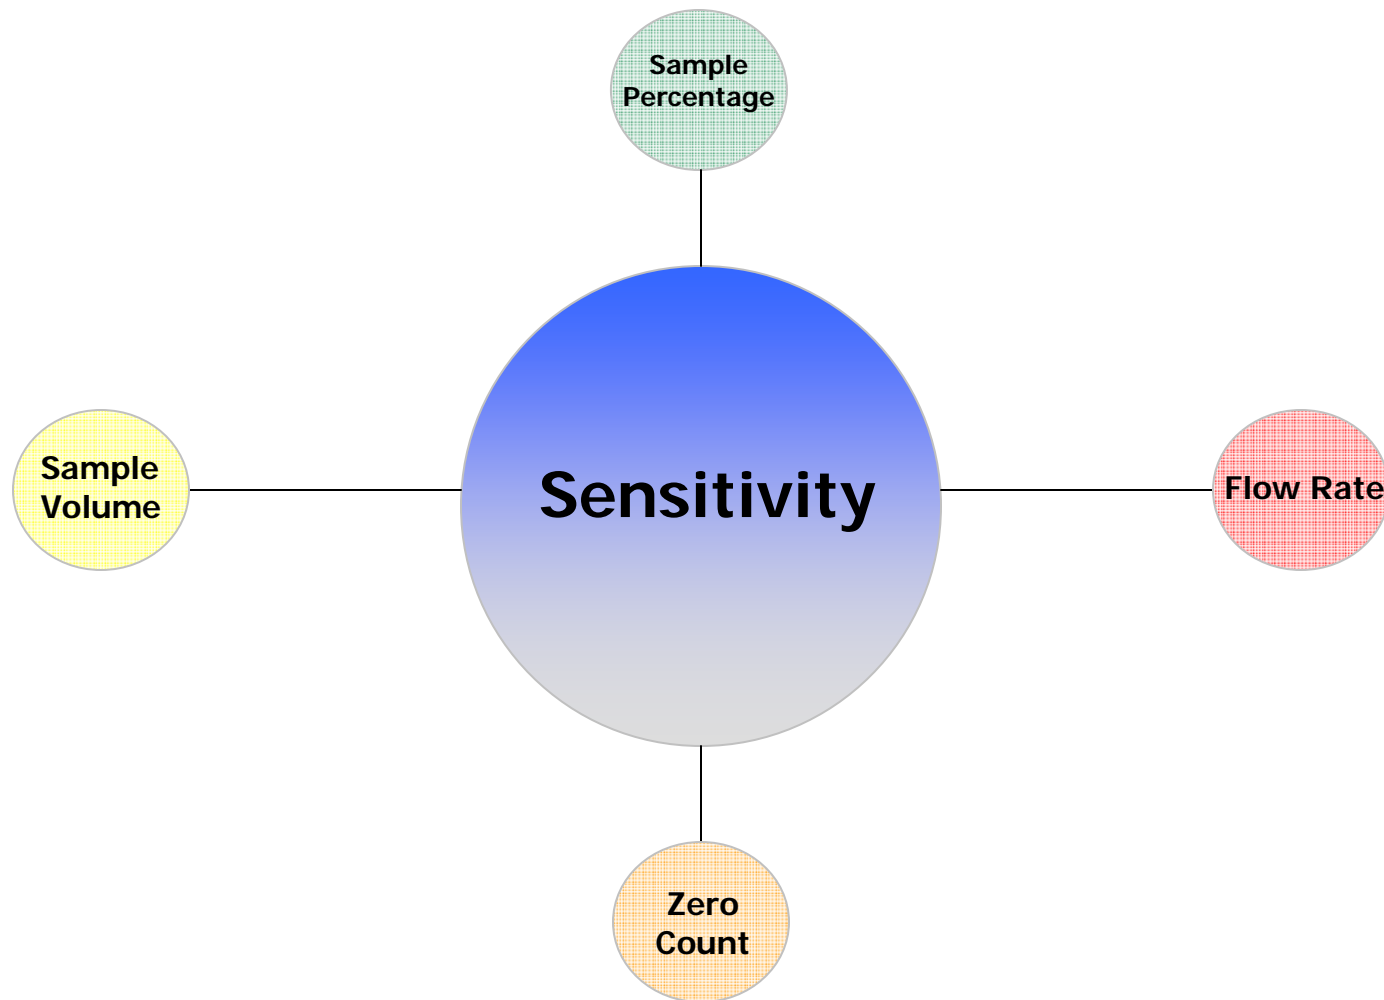 Sample
Percentage
Sample
Volume
Sensitivity
Flow Rate
Zero
Count